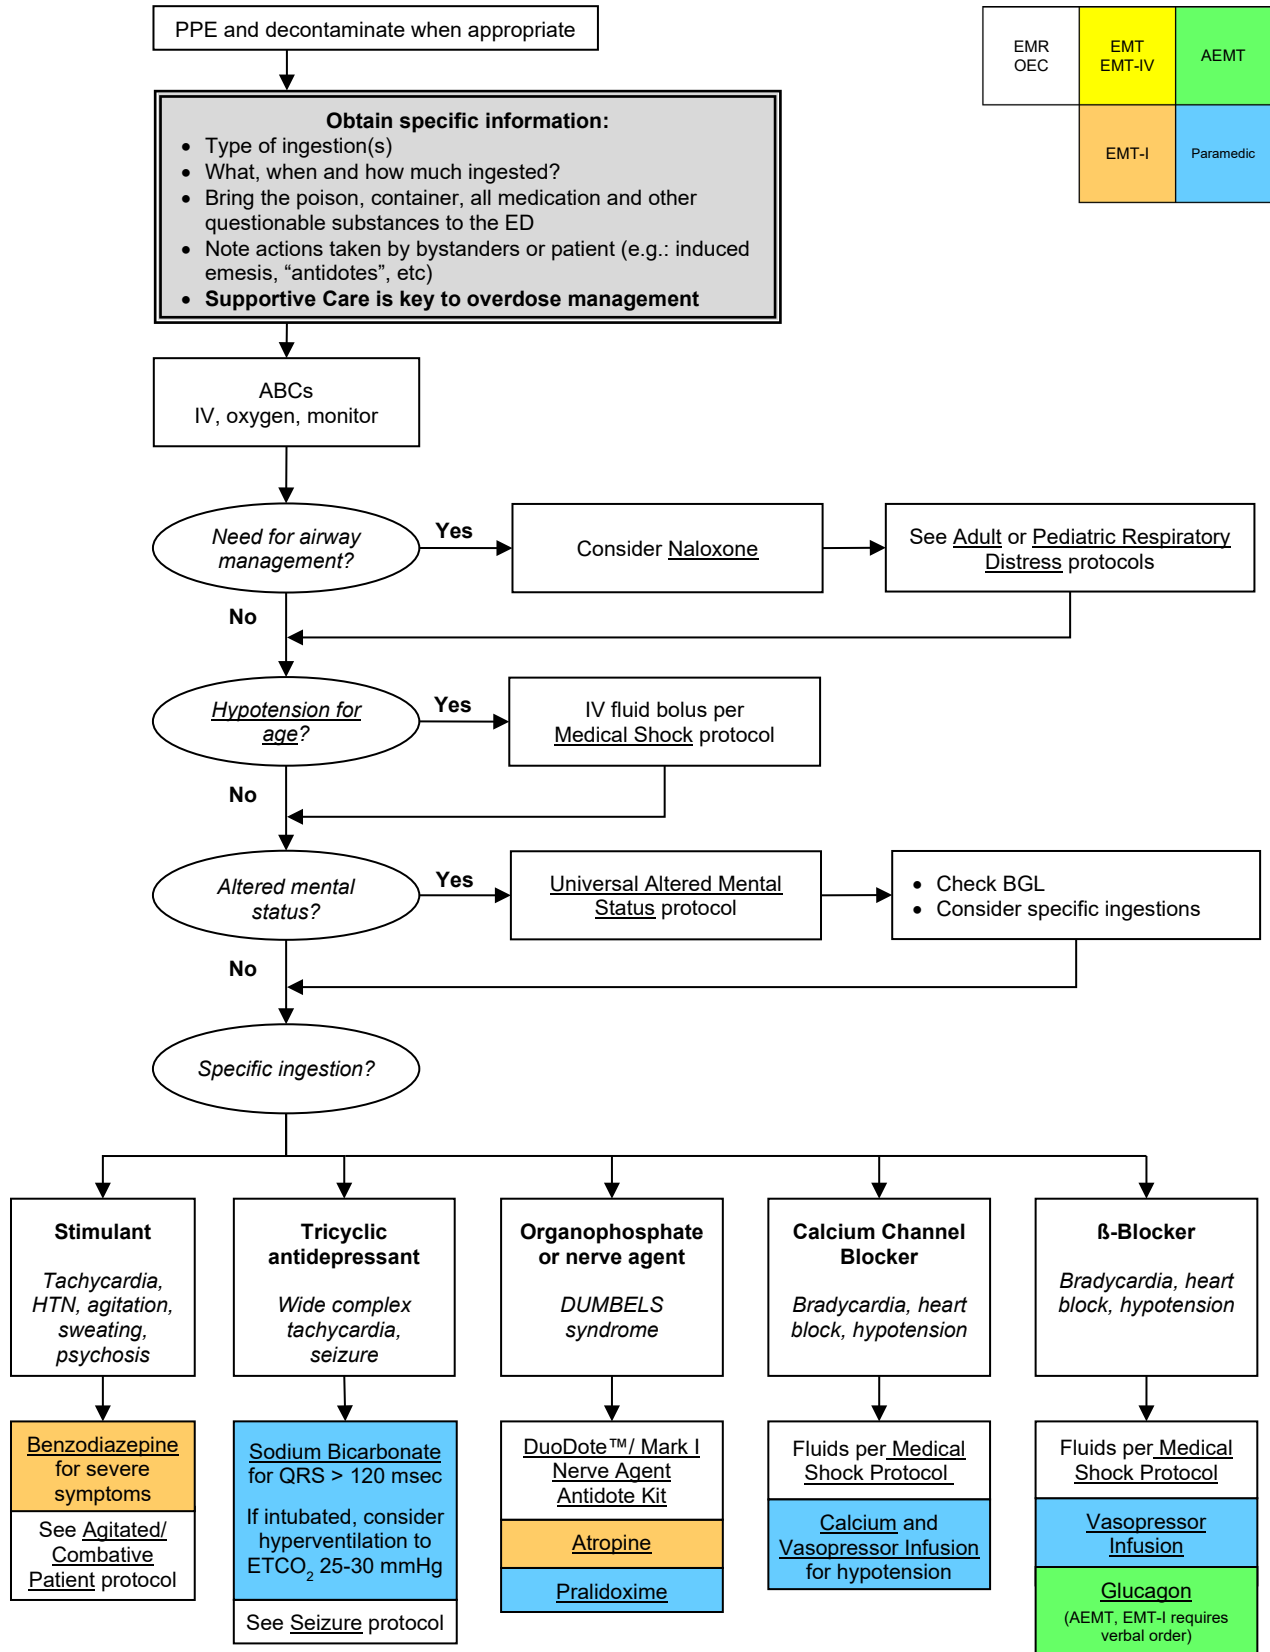 PPE and decontaminate when appropriate
EMR
OEC
EMT
EMT-IV
AEMT
EMT-I
Paramedic
Obtain specific information:
• Type of ingestion(s)
• What, when and how much ingested?
• Bring the poison, container, all medication and other
questionable substances to the ED
• Note actions taken by bystanders or patient (e.g.: induced
emesis, “antidotes”, etc)
• Supportive Care is key to overdose management
ABCs
IV, oxygen, monitor
Need for airway
management?
Yes
Consider Naloxone
See Adult or Pediatric Respiratory
Distress protocols
No
Hypotension for
age?
Yes
IV fluid bolus per
Medical Shock protocol
No
Altered mental
status?
Yes
Universal Altered Mental
Status protocol
• Check BGL
• Consider specific ingestions
No
Specific ingestion?
Stimulant
Tachycardia,
HTN, agitation,
sweating,
psychosis
Benzodiazepine
for severe
symptoms
See Agitated/
Combative
Patient protocol
Tricyclic
antidepressant
Wide complex
tachycardia,
seizure
Sodium Bicarbonate
for QRS > 120 msec
If intubated, consider
hyperventilation to
ETCO2 25-30 mmHg
See Seizure protocol
Organophosphate
or nerve agent
DUMBELS
syndrome
DuoDote™/ Mark I
Nerve Agent
Antidote Kit
Atropine
Pralidoxime
Calcium Channel
Blocker
Bradycardia, heart
block, hypotension
Fluids per Medical
Shock Protocol
Calcium and
Vasopressor Infusion
for hypotension
ß-Blocker
Bradycardia, heart
block, hypotension
Fluids per Medical
Shock Protocol
Vasopressor
Infusion
Glucagon
(AEMT, EMT-I requires
verbal order)